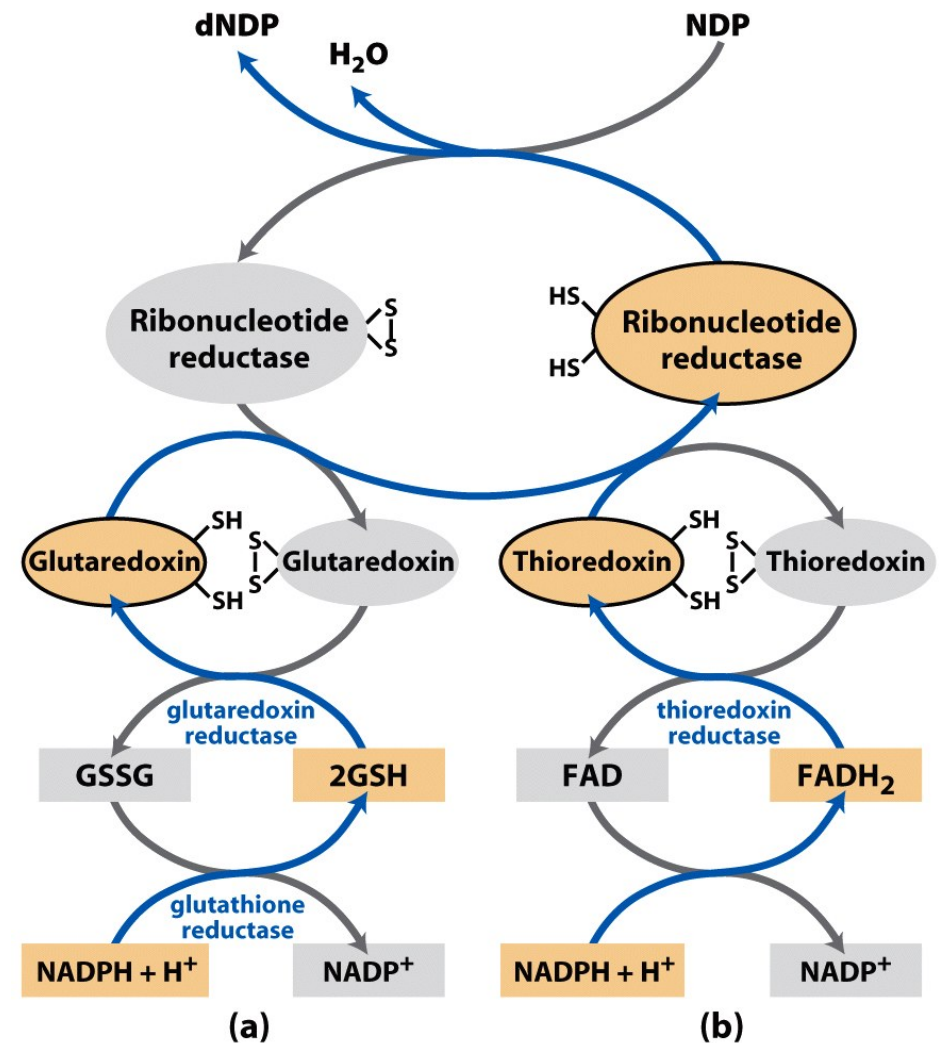 dNDP
H₂O
NDP
Ribonucleotide
reductase
S
S
HS
HS
Ribonucleotide
reductase
Glutaredoxin
SH
SH
S
S
Glutaredoxin
Thioredoxin
SH
SH
S
S
Thioredoxin
glutaredoxin
reductase
GSSG
2GSH
thioredoxin
reductase
FAD
FADH₂
glutathione
reductase
NADPH + H⁺
NADP⁺
NADPH + H⁺
NADP⁺
(a)
(b)